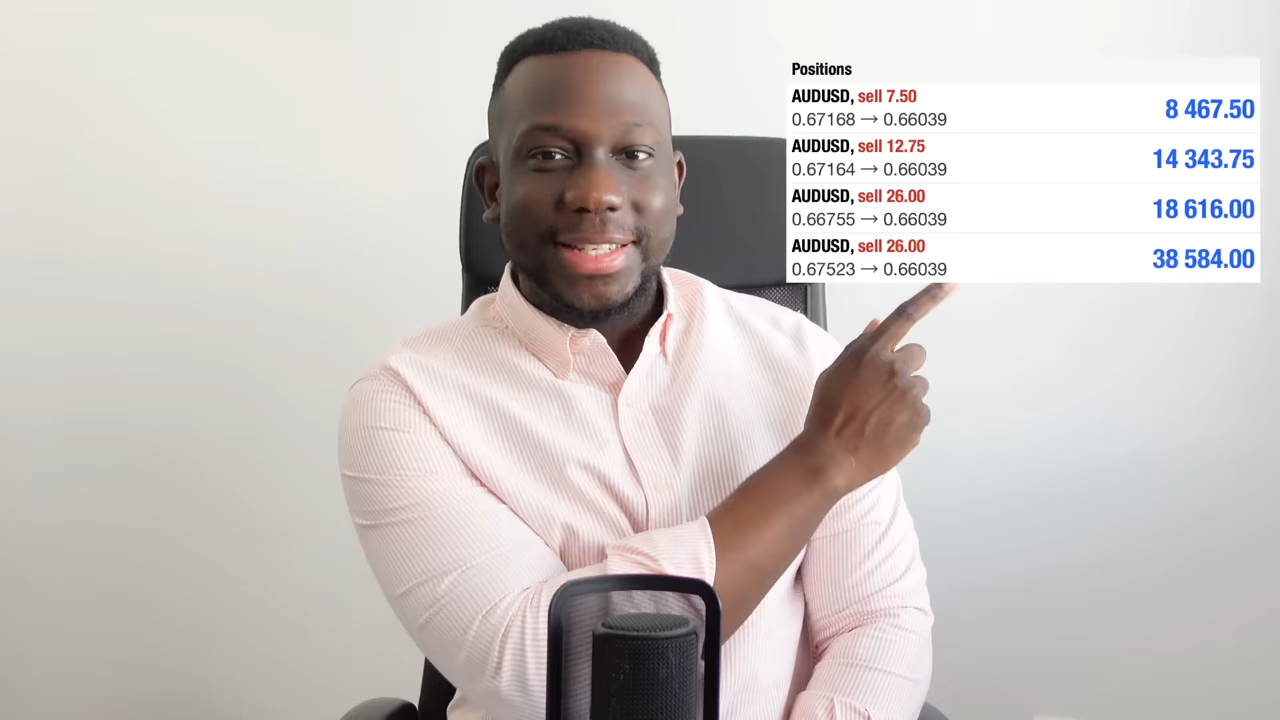 Positions
AUDUSD, sell 7.50
0.67168 → 0.66039
8 467.50
AUDUSD, sell 12.75
0.67164 → 0.66039
14 343.75
AUDUSD, sell 26.00
0.66755 → 0.66039
18 616.00
AUDUSD, sell 26.00
0.67523 → 0.66039
38 584.00